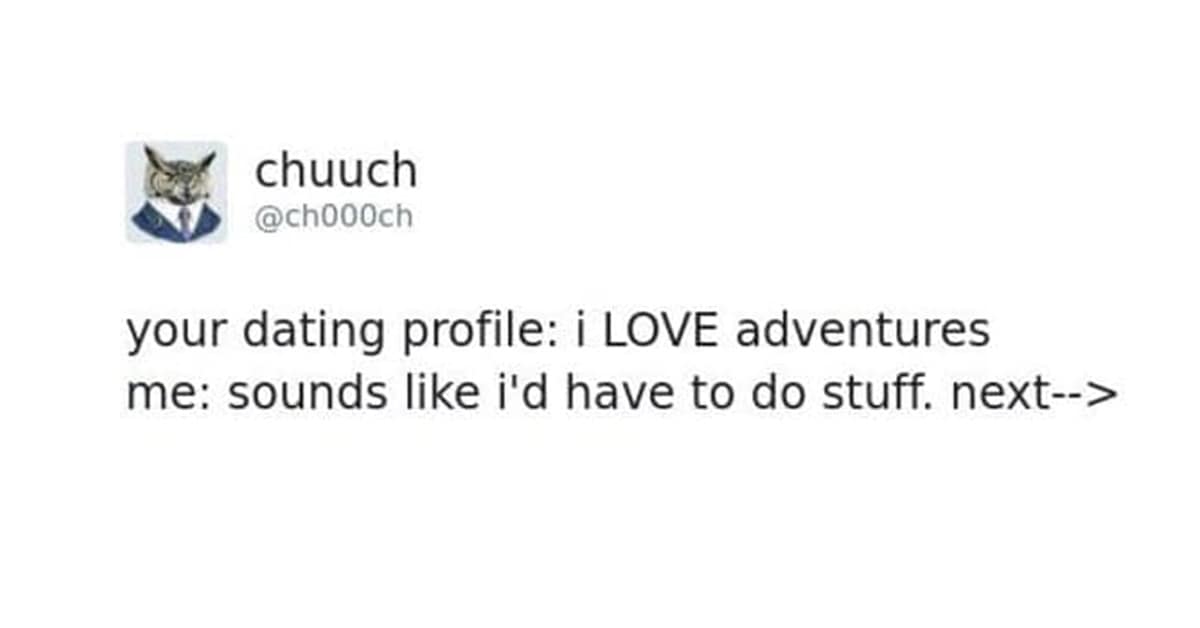 chuuch
@ch000ch
your dating profile: i LOVE adventures
me: sounds like i'd have to do stuff. next-->